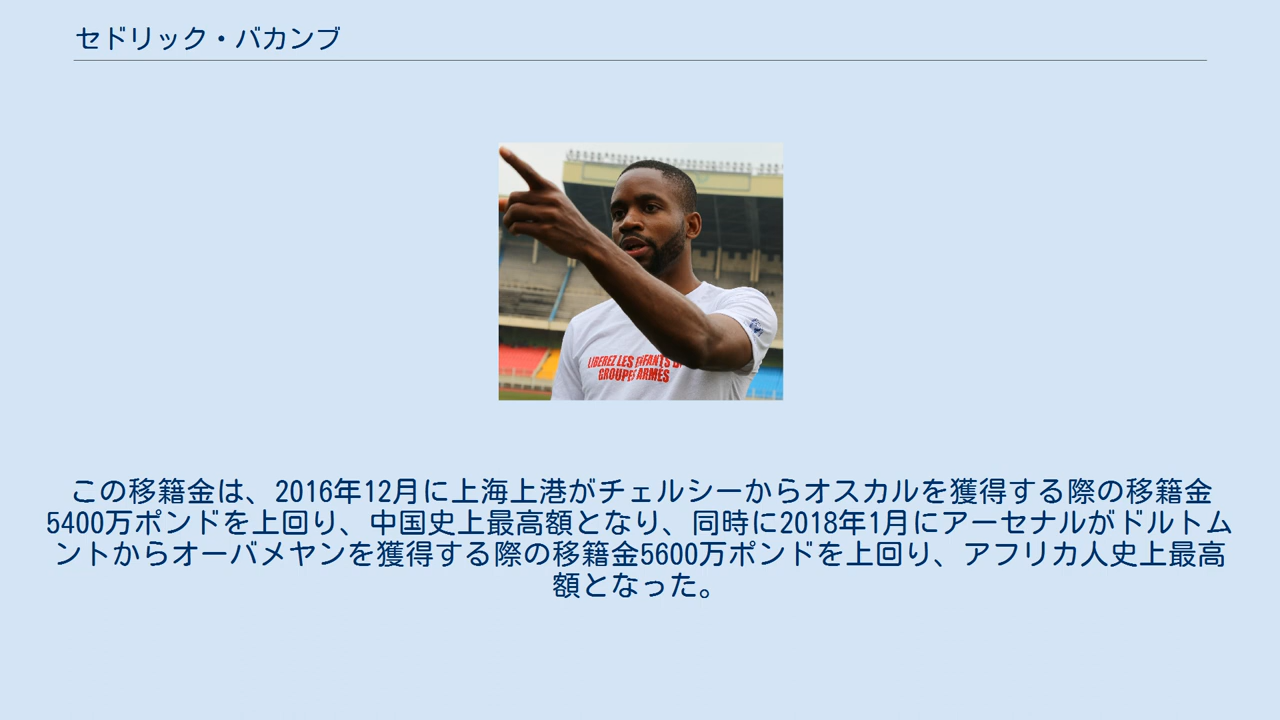 セドリック・バカンブ
LIBEREZ LES ENFANTS
GROUPES ARMES
この移籍金は、2016年12月に上海上港がチェルシーからオスカルを獲得する際の移籍金
5400万ポンドを上回り、中国史上最高額となり、同時に2018年1月にアーセナルがドルトム
ントからオーバメヤンを獲得する際の移籍金5600万ポンドを上回り、アフリカ人史上最高
額となった。